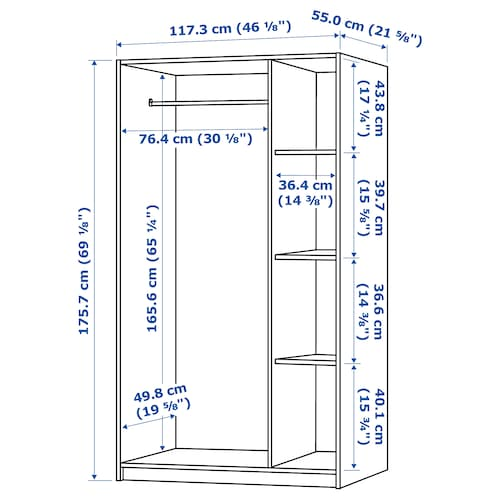 117.3 cm (46 ⅛")
55.0 cm (21 ⅝")
43.8 cm
(17 ¼")
76.4 cm (30 ⅛")
36.4 cm
(14 ⅜")
39.7 cm
(15 ⅝")
175.7 cm (69 ⅛")
165.6 cm (65 ¼")
36.6 cm
(14 ⅜")
49.8 cm
(19 ⅝")
40.1 cm
(15 ¾")